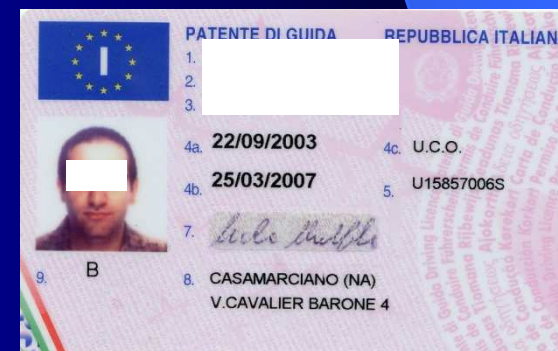 PATENTE DI GUIDA REPUBBLICA ITALIAN
1.
2.
3.
4a. 22/09/2003 4c. U.C.O.
4b. 25/03/2007 5. U15857006S
7.
9. B 8. CASAMARCIANO (NA)
V.CAVALIER BARONE 4